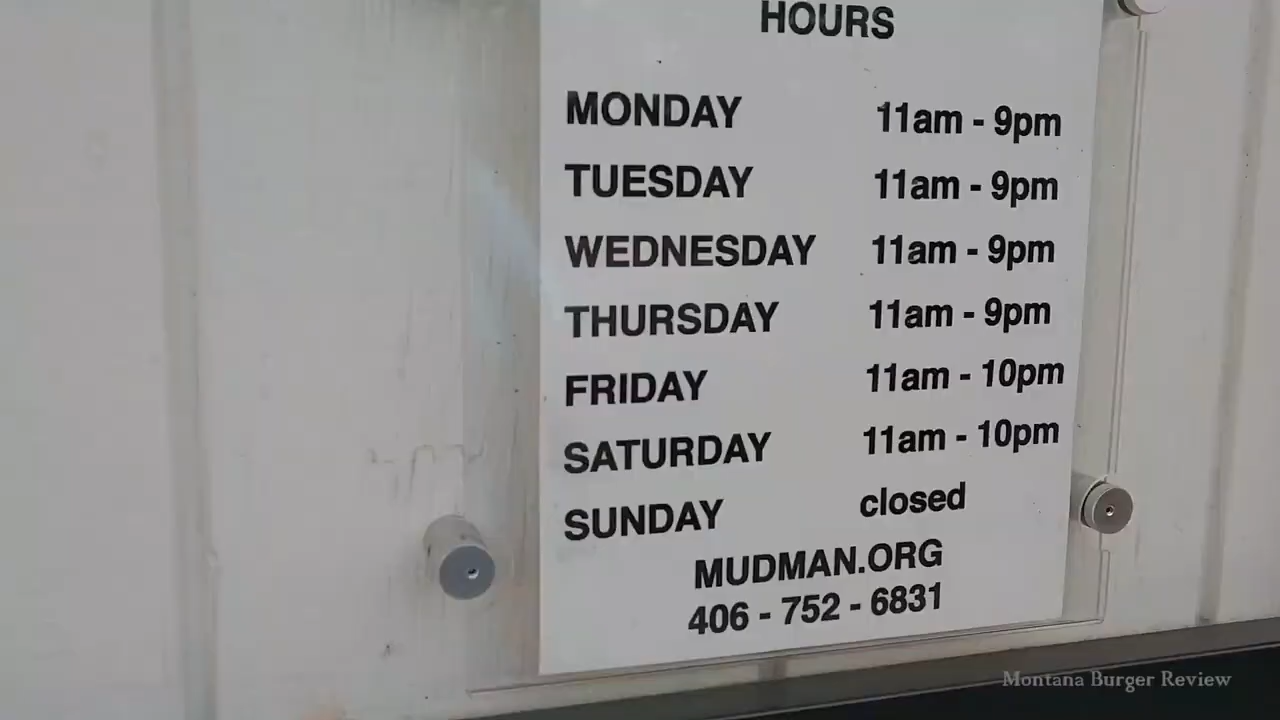 HOURS
MONDAY 11am - 9pm
TUESDAY 11am - 9pm
WEDNESDAY 11am - 9pm
THURSDAY 11am - 9pm
FRIDAY 11am - 10pm
SATURDAY 11am - 10pm
SUNDAY closed
MUDMAN.ORG
406 - 752 - 6831
Montana Burger Review